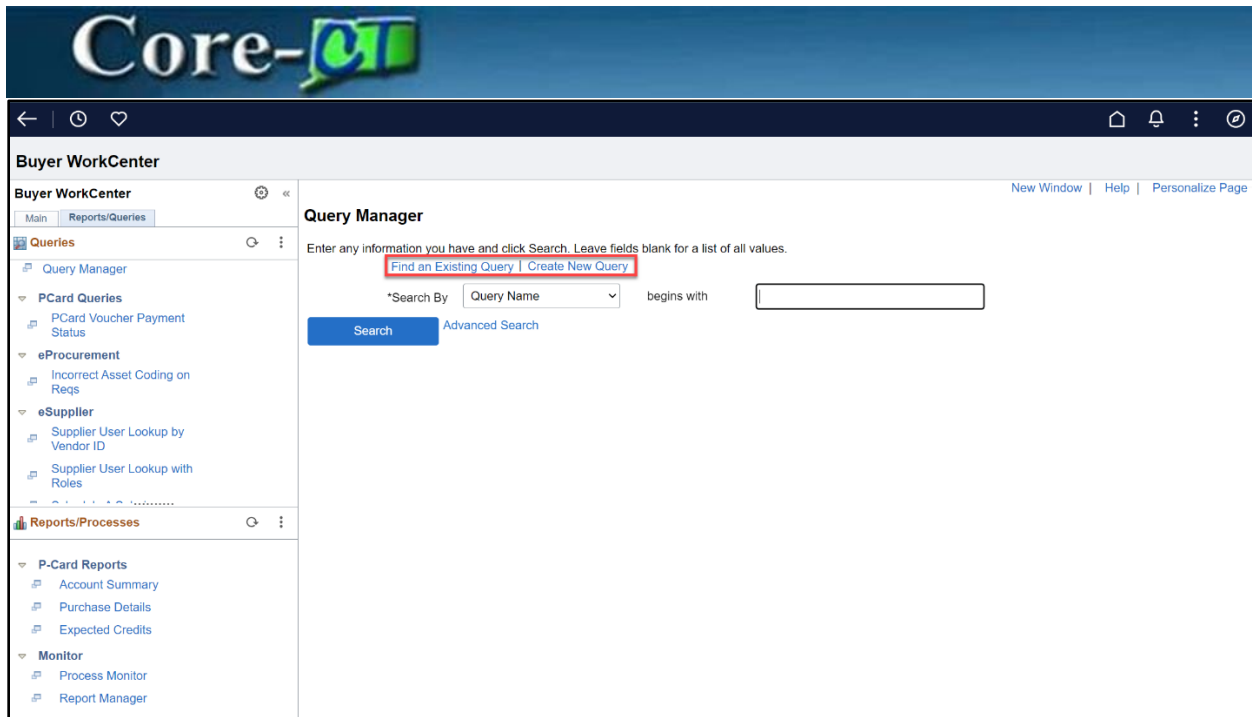 Core-CT
Buyer WorkCenter
Buyer WorkCenter
Main Reports/Queries
Queries
Query Manager
PCard Queries
PCard Voucher Payment
Status
eProcurement
Incorrect Asset Coding on
Reqs
eSupplier
Supplier User Lookup by
Vendor ID
Supplier User Lookup with
Roles
Reports/Processes
P-Card Reports
Account Summary
Purchase Details
Expected Credits
Monitor
Process Monitor
Report Manager
New Window | Help | Personalize Page
Query Manager
Enter any information you have and click Search. Leave fields blank for a list of all values.
Find an Existing Query | Create New Query
*Search By Query Name begins with
Search Advanced Search